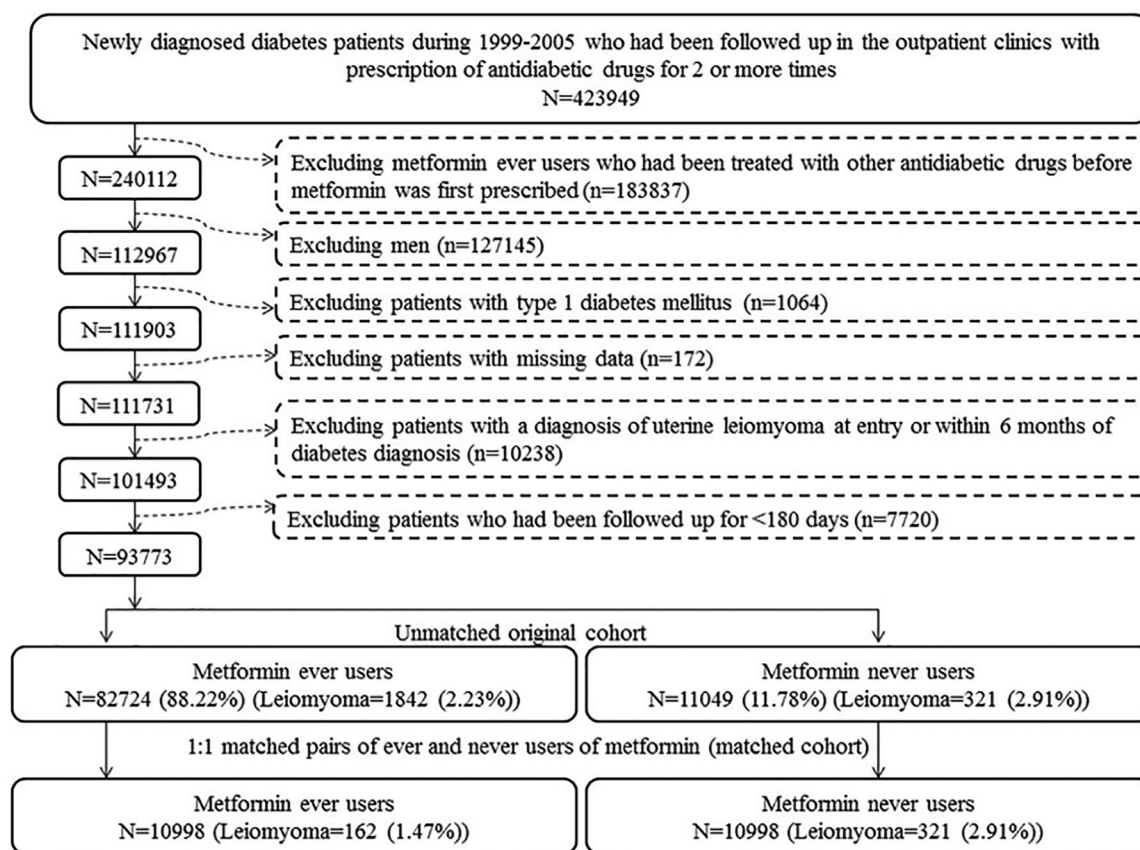 Newly diagnosed diabetes patients during 1999-2005 who had been followed up in the outpatient clinics with
prescription of antidiabetic drugs for 2 or more times
N=423949
Excluding metformin ever users who had been treated with other antidiabetic drugs before
metformin was first prescribed (n=183837)
N=240112
Excluding men (n=127145)
N=112967
Excluding patients with type 1 diabetes mellitus (n=1064)
N=111903
Excluding patients with missing data (n=172)
N=111731
Excluding patients with a diagnosis of uterine leiomyoma at entry or within 6 months of
diabetes diagnosis (n=10238)
N=101493
Excluding patients who had been followed up for <180 days (n=7720)
N=93773
Unmatched original cohort
Metformin ever users
N=82724 (88.22%) (Leiomyoma=1842 (2.23%))
Metformin never users
N=11049 (11.78%) (Leiomyoma=321 (2.91%))
1:1 matched pairs of ever and never users of metformin (matched cohort)
Metformin ever users
N=10998 (Leiomyoma=162 (1.47%))
Metformin never users
N=10998 (Leiomyoma=321 (2.91%))